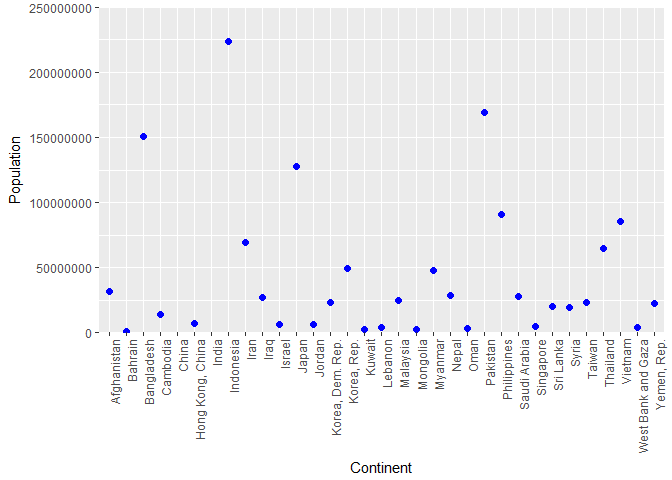 250000000
200000000
150000000
100000000
50000000
0
Population
Afghanistan
Bahrain
Bangladesh
Cambodia
China
Hong Kong, China
India
Indonesia
Iran
Iraq
Israel
Japan
Jordan
Korea, Dem. Rep.
Korea, Rep.
Kuwait
Lebanon
Malaysia
Mongolia
Myanmar
Nepal
Oman
Pakistan
Philippines
Saudi Arabia
Singapore
Sri Lanka
Syria
Taiwan
Thailand
Vietnam
West Bank and Gaza
Yemen, Rep.
Continent